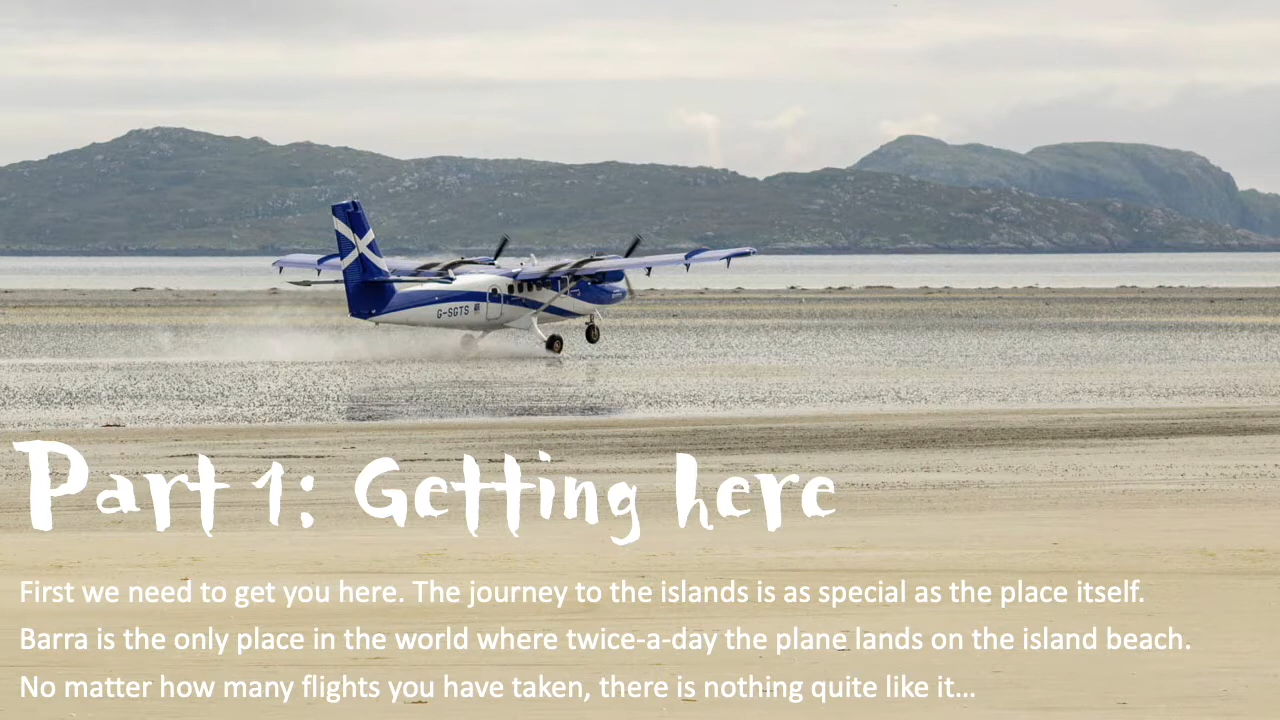 G-SGTS
Part 1: Getting here
First we need to get you here. The journey to the islands is as special as the place itself.
Barra is the only place in the world where twice-a-day the plane lands on the island beach.
No matter how many flights you have taken, there is nothing quite like it...